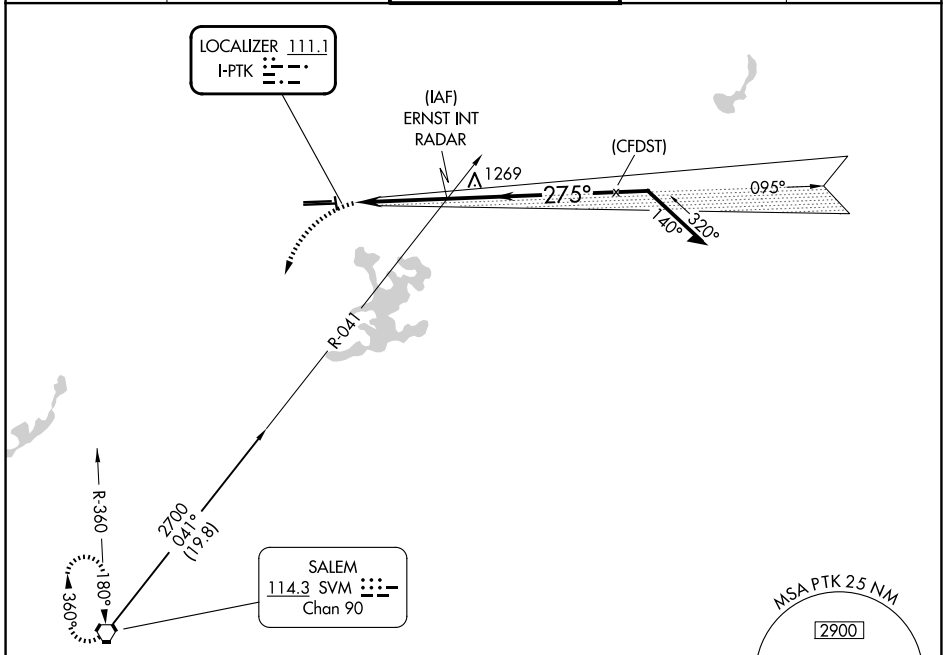 LOCALIZER 111.1
I-PTK
(IAF)
ERNST INT
RADAR
1269
(CFDST)
275°
095°
140°
320°
R-041
2700
041°
(19.8)
R-360
180°
360°
SALEM
114.3 SVM
Chan 90
MSA PTK 25 NM
2900